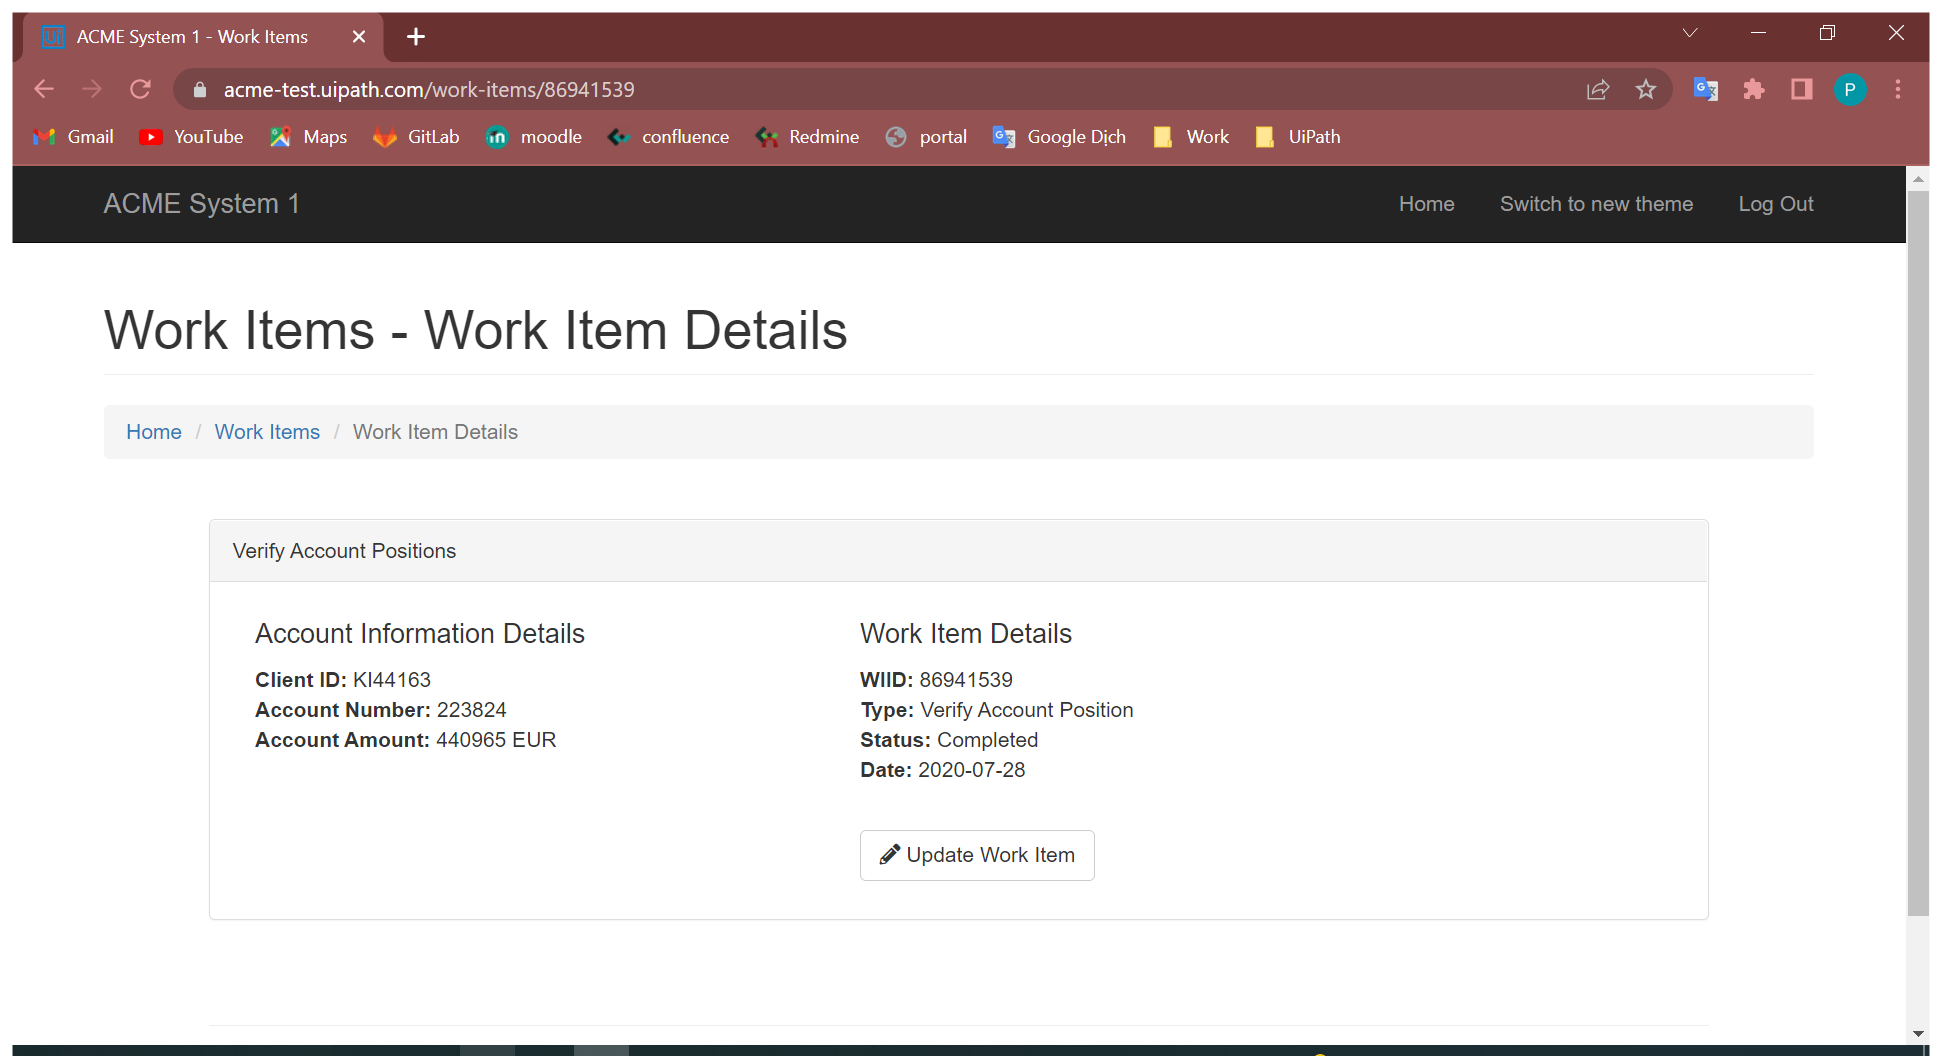 ACME System 1 - Work Items
acme-test.uipath.com/work-items/86941539
P
Gmail YouTube Maps GitLab moodle confluence Redmine portal Google Dịch Work UiPath
ACME System 1 Home Switch to new theme Log Out
Work Items - Work Item Details
Home / Work Items / Work Item Details
Verify Account Positions
Account Information Details
Client ID: KI44163
Account Number: 223824
Account Amount: 440965 EUR
Work Item Details
WIID: 86941539
Type: Verify Account Position
Status: Completed
Date: 2020-07-28
Update Work Item